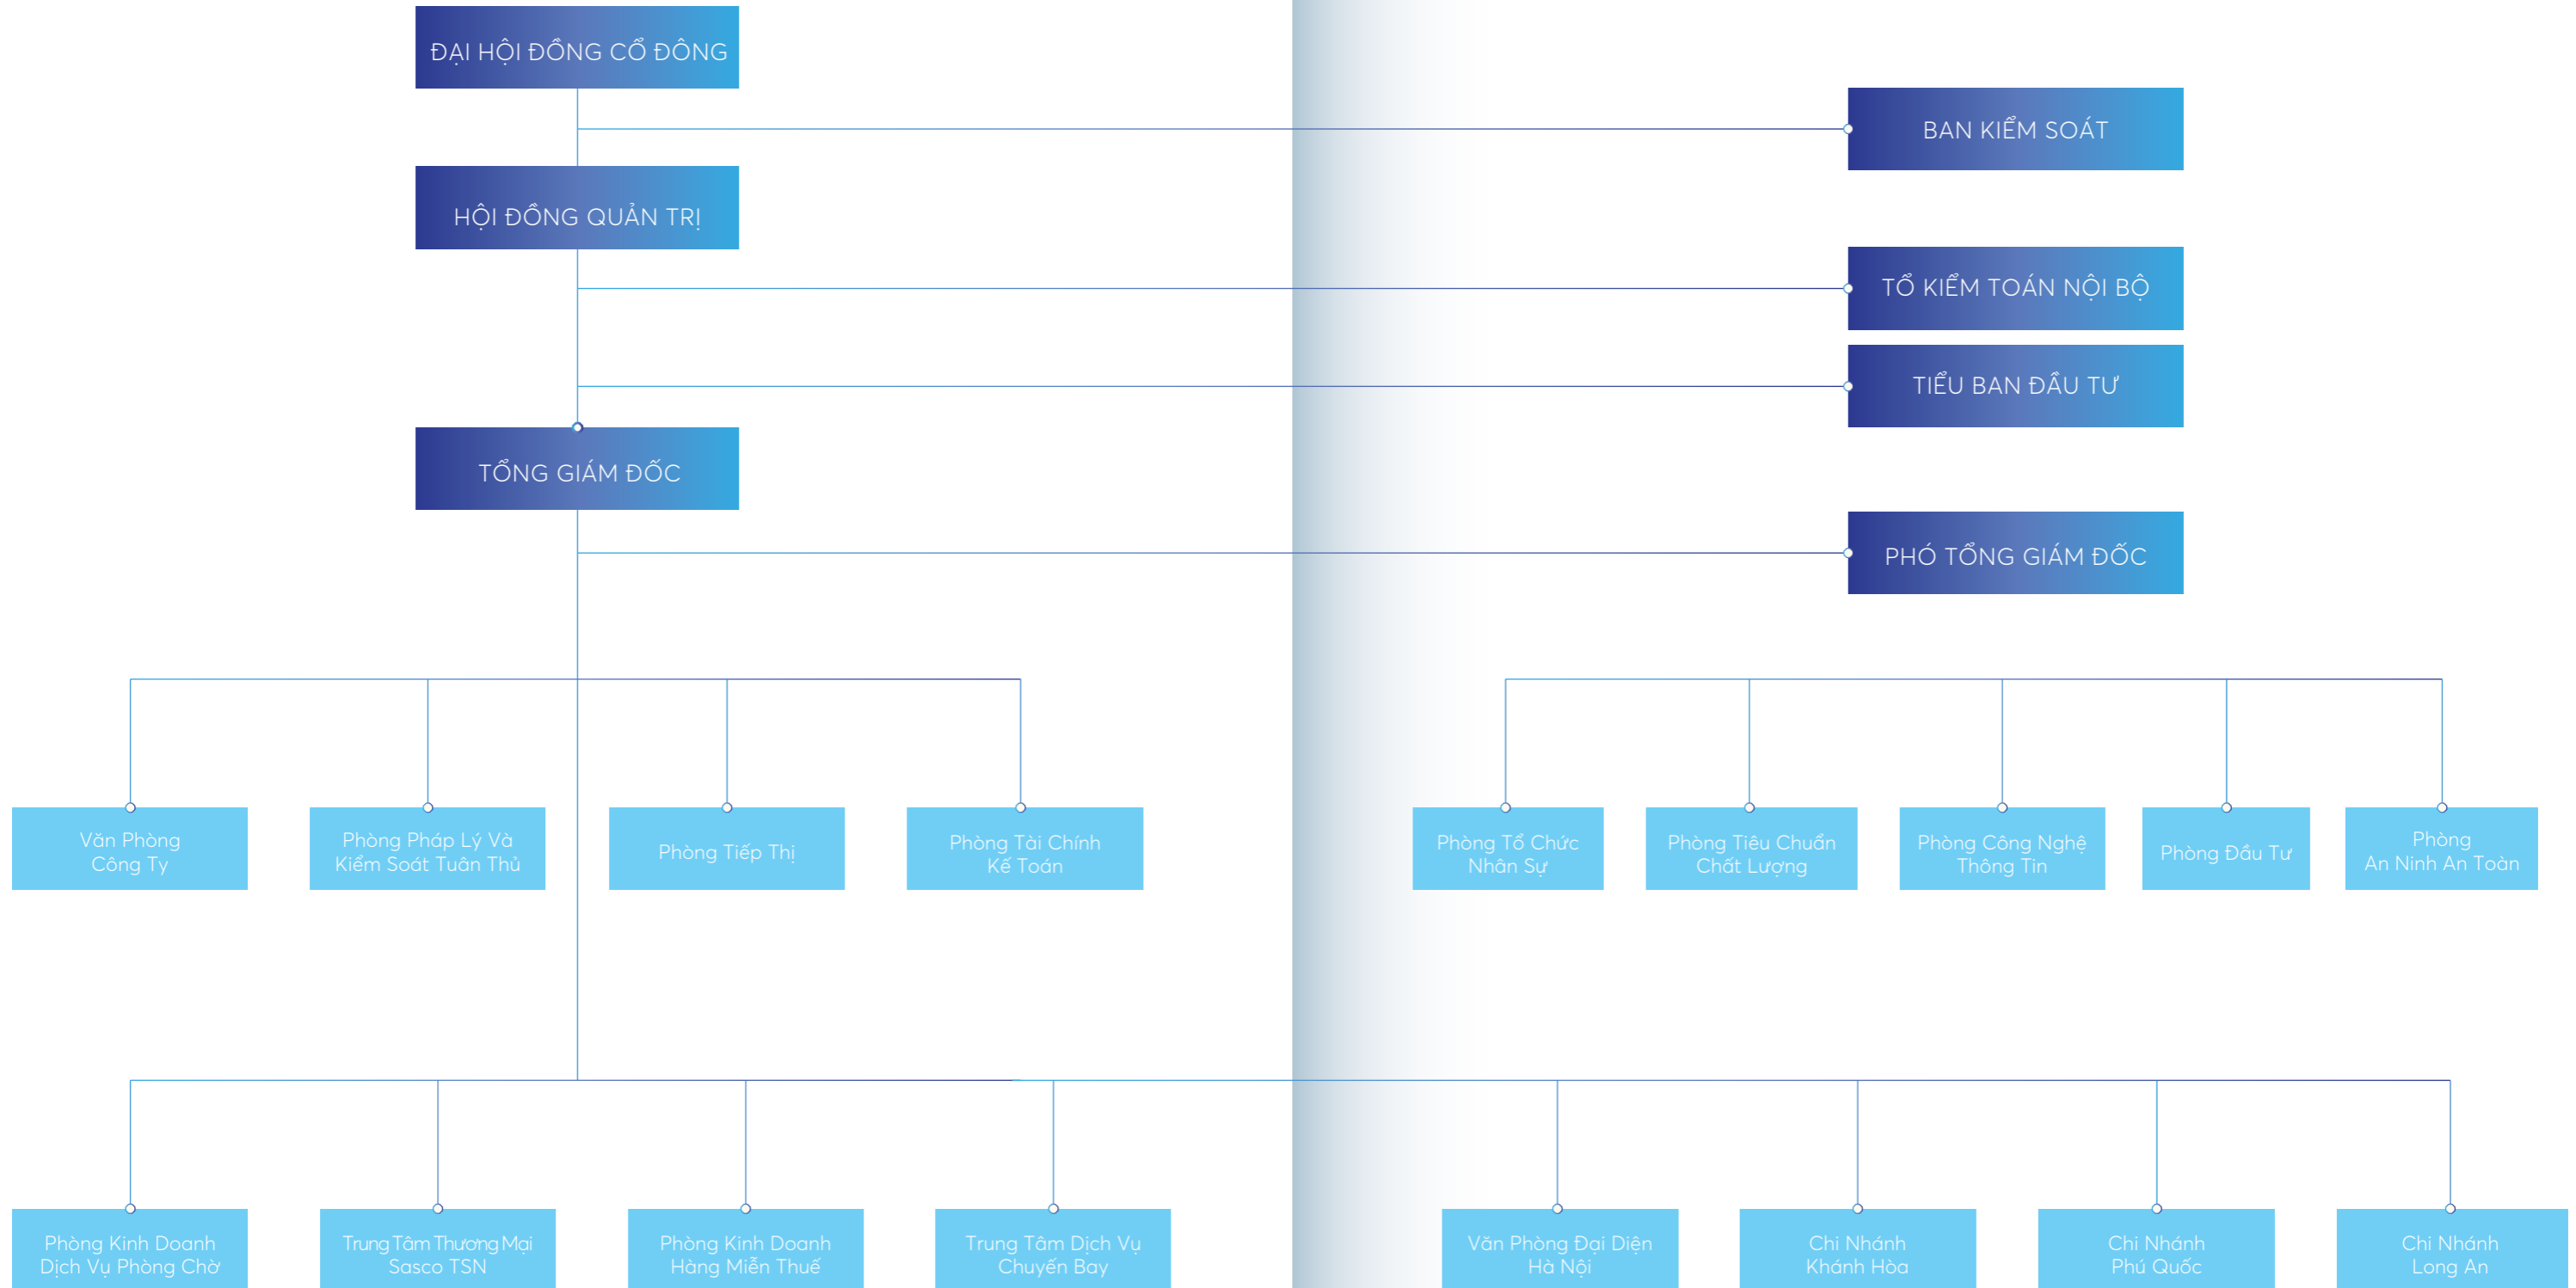 ĐẠI HỘI ĐỒNG CỔ ĐÔNG
BAN KIỂM SOÁT
HỘI ĐỒNG QUẢN TRỊ
TỔ KIỂM TOÁN NỘI BỘ
TIỂU BAN ĐẦU TƯ
TỔNG GIÁM ĐỐC
PHÓ TỔNG GIÁM ĐỐC
Văn Phòng
Công Ty
Phòng Pháp Lý Và
Kiểm Soát Tuân Thủ
Phòng Tiếp Thị
Phòng Tài Chính
Kế Toán
Phòng Tổ Chức
Nhân Sự
Phòng Tiêu Chuẩn
Chất Lượng
Phòng Công Nghệ
Thông Tin
Phòng Đầu Tư
Phòng
An Ninh An Toàn
Phòng Kinh Doanh
Dịch Vụ Phòng Chờ
Trung Tâm Thương Mại
Sasco TSN
Phòng Kinh Doanh
Hàng Miễn Thuế
Trung Tâm Dịch Vụ
Chuyến Bay
Văn Phòng Đại Diện
Hà Nội
Chi Nhánh
Khánh Hòa
Chi Nhánh
Phú Quốc
Chi Nhánh
Long An